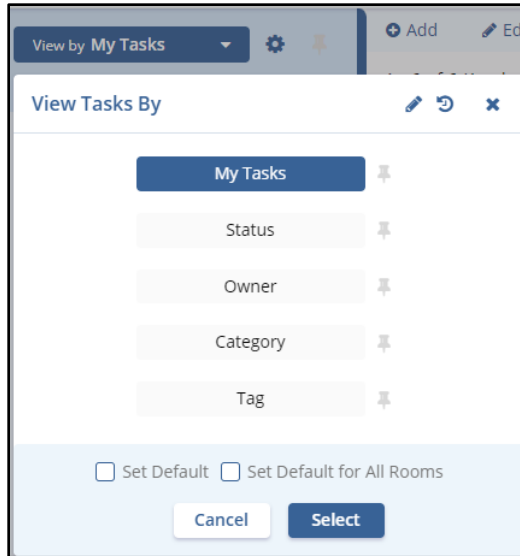 View by My Tasks
Add
Ed
View Tasks By
My Tasks
Status
Owner
Category
Tag
Set Default Set Default for All Rooms
Cancel Select